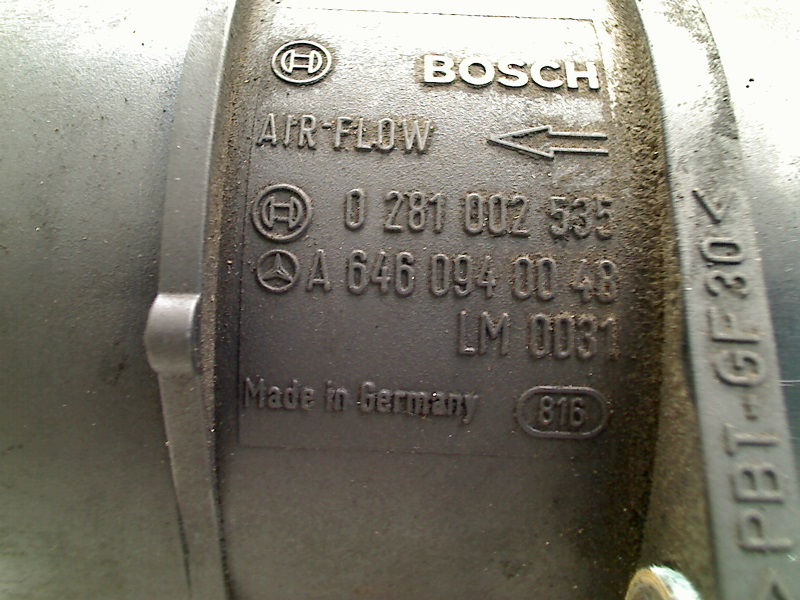 BOSCH
AIR-FLOW
0 281 002 535
A 646 094 00 48
LM 0031
Made in Germany
816
>PBT-GF30<